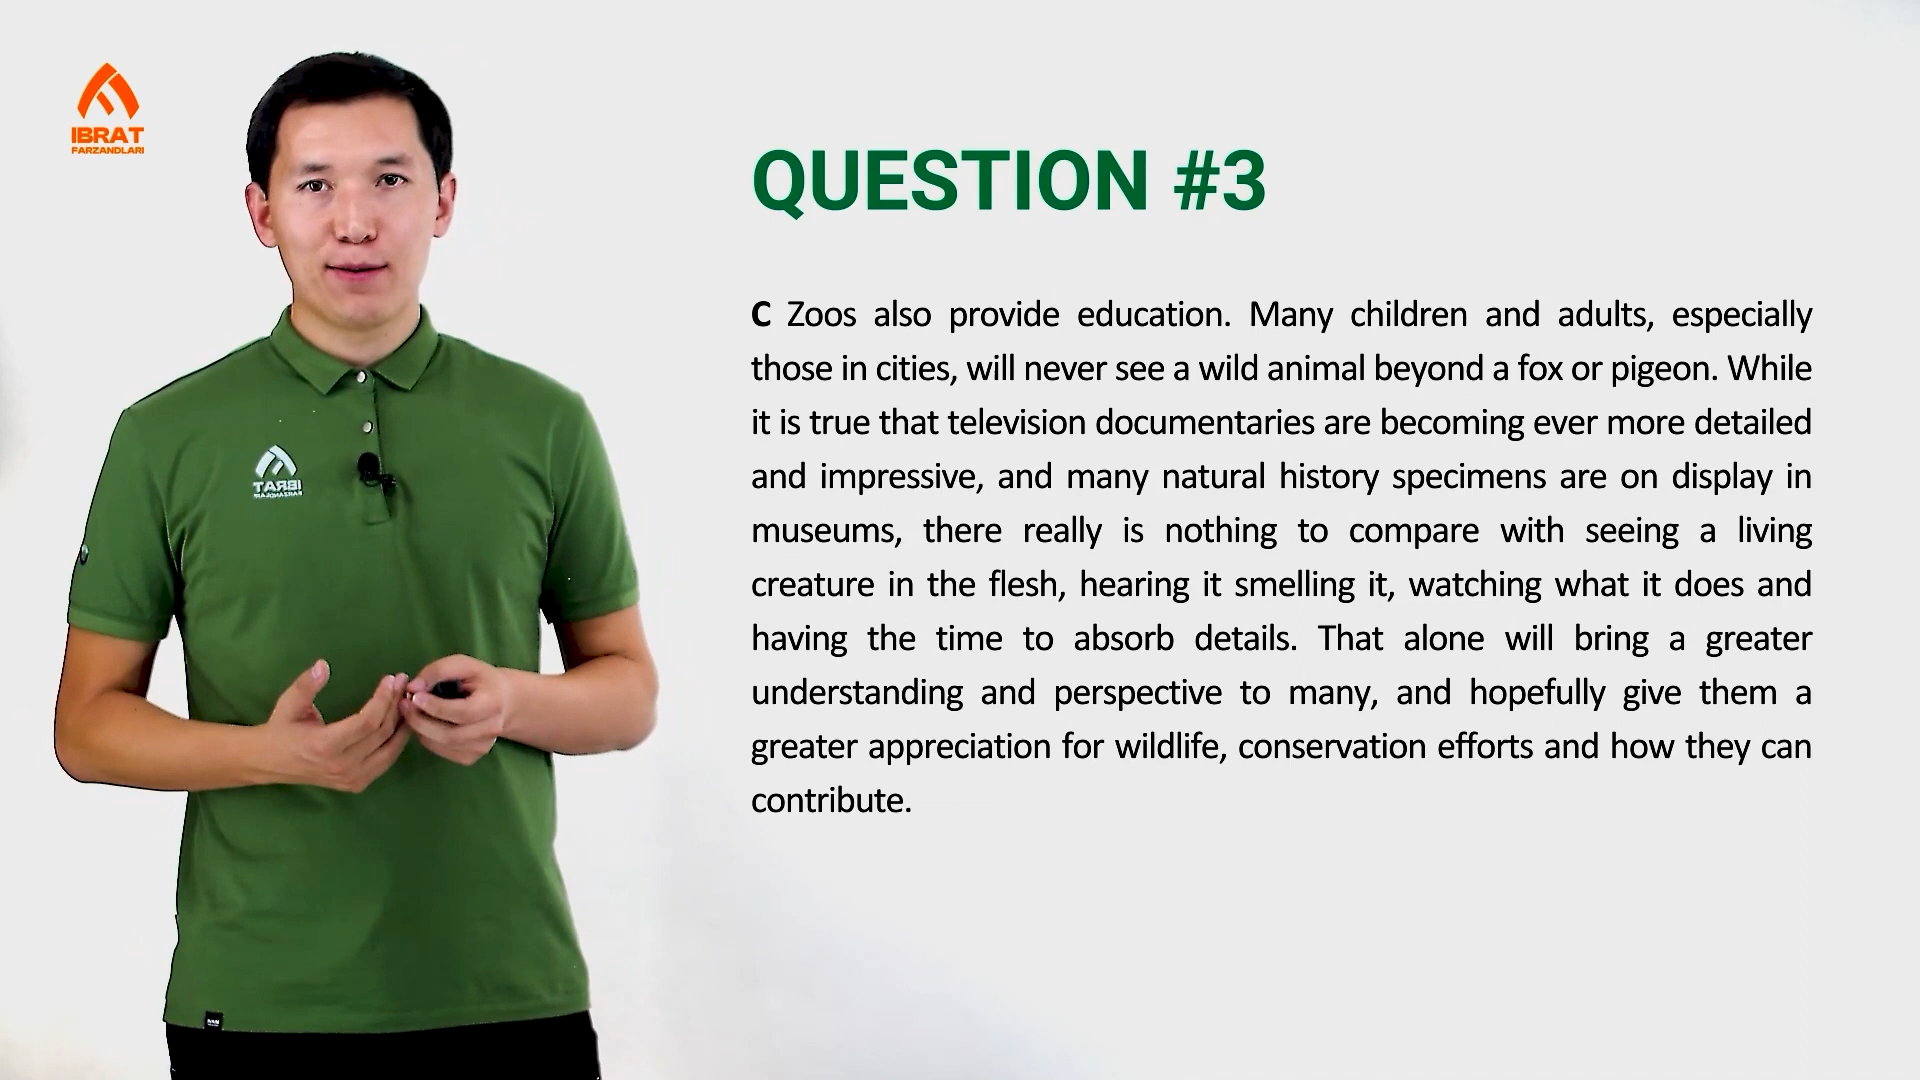 IBRAT
FARZANDLARI
QUESTION #3
C Zoos also provide education. Many children and adults, especially
those in cities, will never see a wild animal beyond a fox or pigeon. While
it is true that television documentaries are becoming ever more detailed
and impressive, and many natural history specimens are on display in
museums, there really is nothing to compare with seeing a living
creature in the flesh, hearing it smelling it, watching what it does and
having the time to absorb details. That alone will bring a greater
understanding and perspective to many, and hopefully give them a
greater appreciation for wildlife, conservation efforts and how they can
contribute.
IBRAT
FARZANDLARI